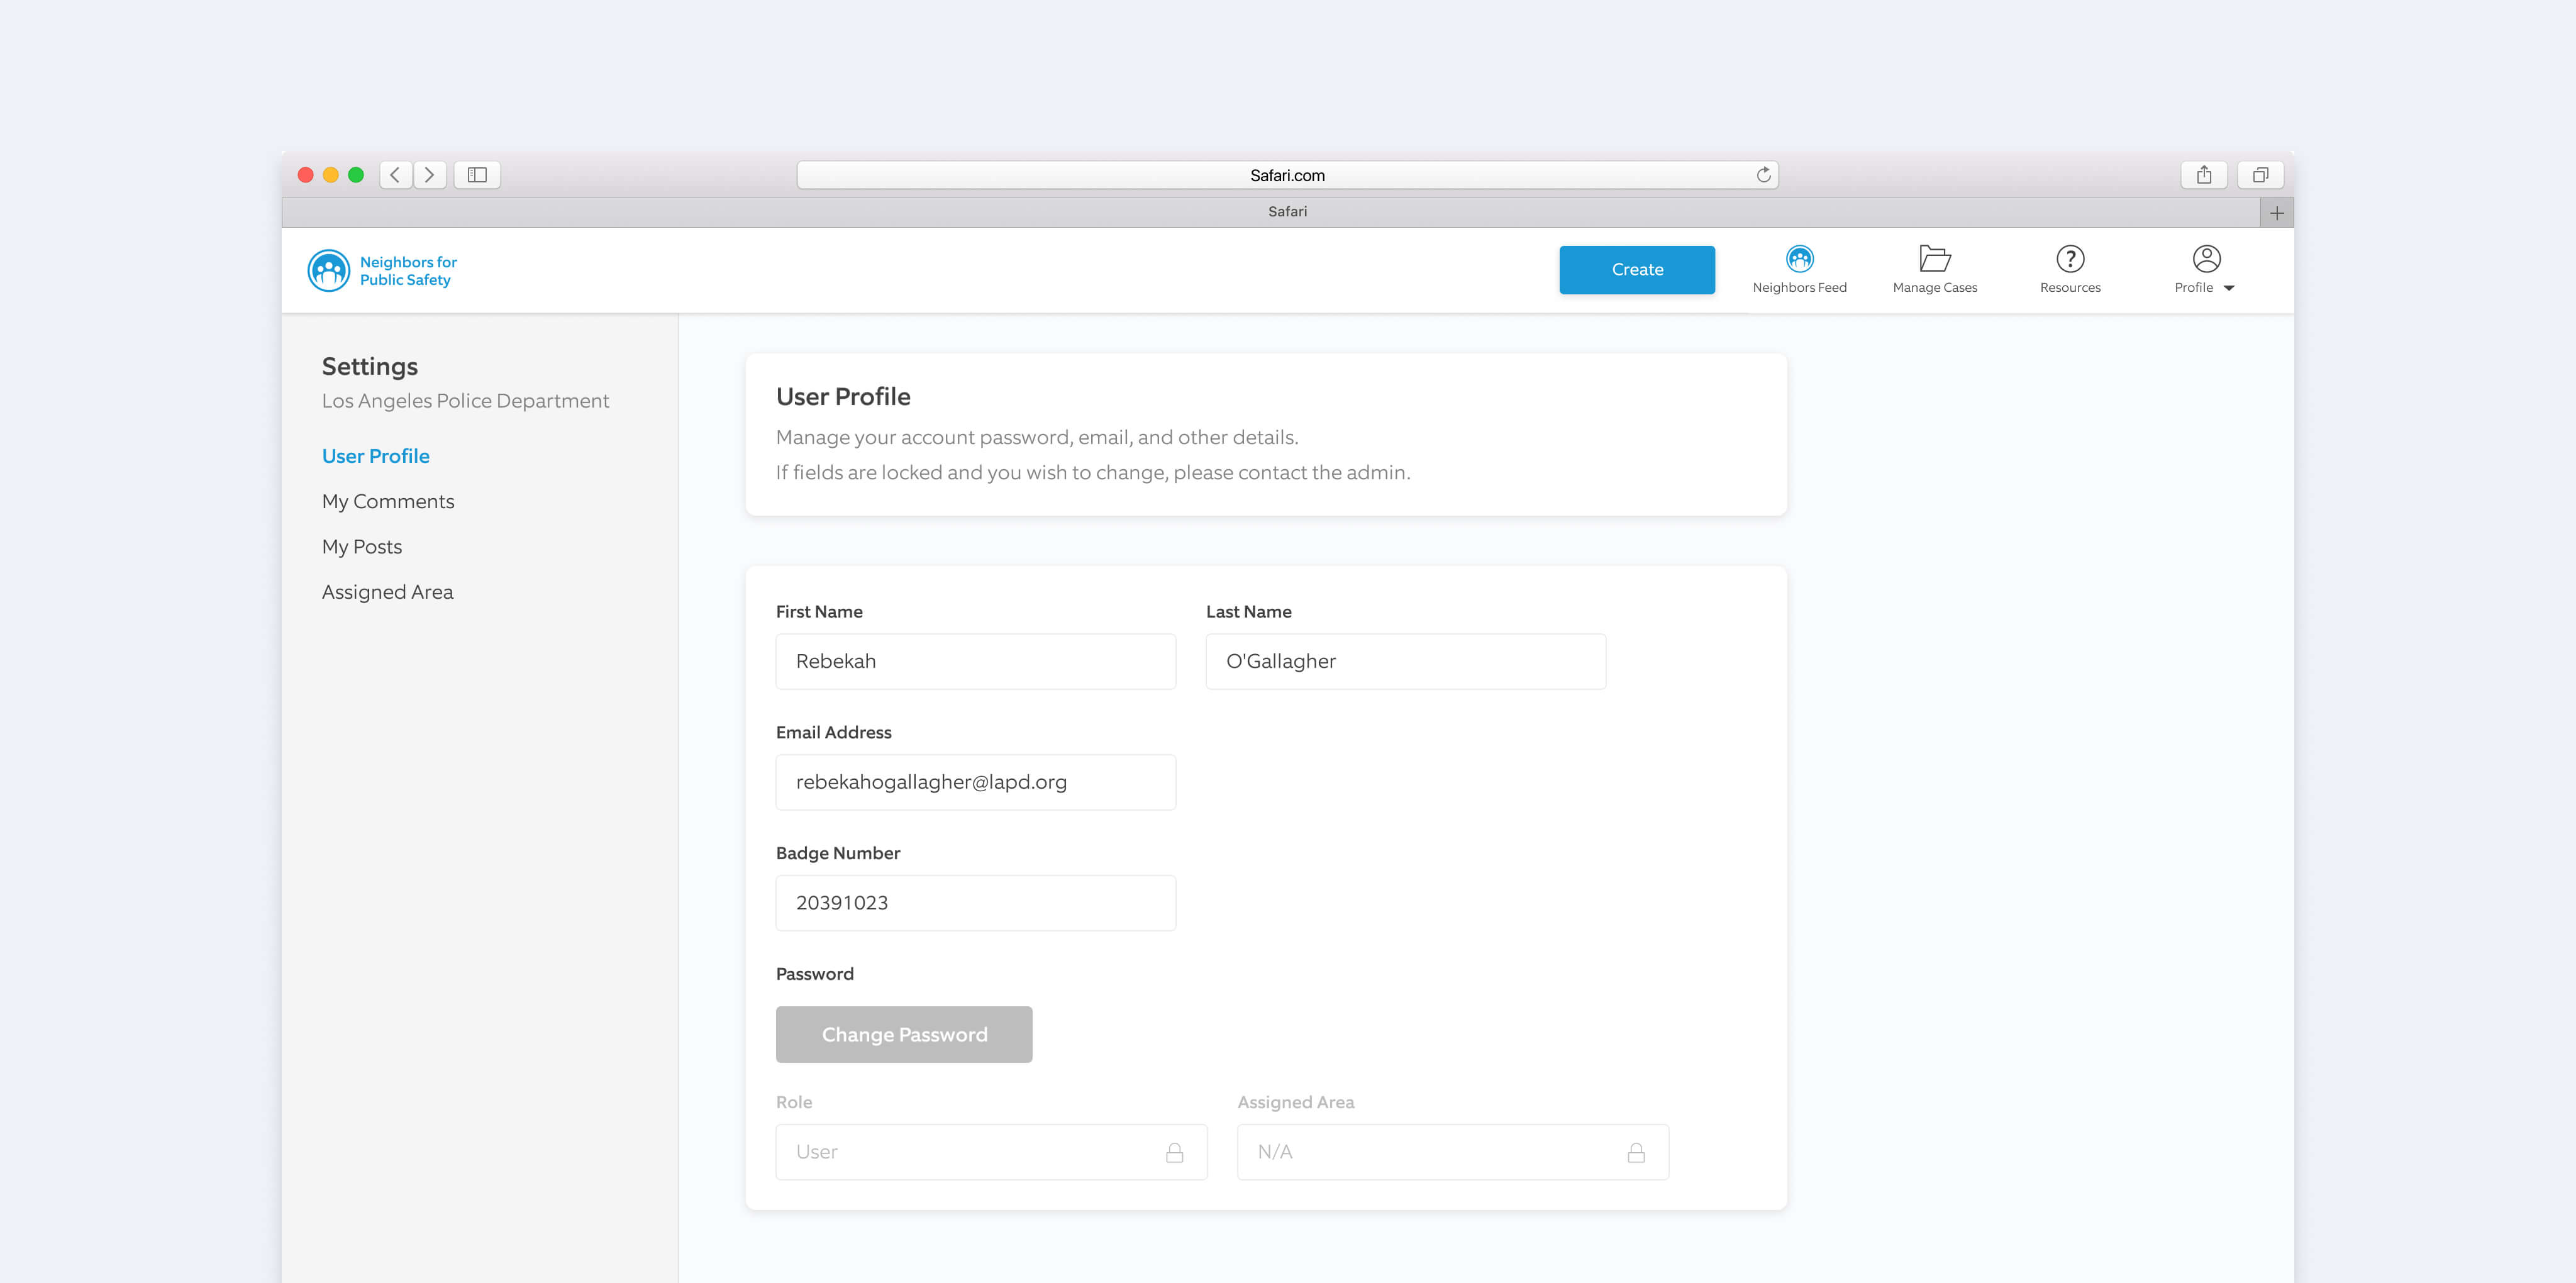 Safari.com
Safari
Neighbors for
Public Safety
Create
Neighbors Feed
Manage Cases
Resources
Profile
Settings
Los Angeles Police Department
User Profile
My Comments
My Posts
Assigned Area
User Profile
Manage your account password, email, and other details.
If fields are locked and you wish to change, please contact the admin.
First Name
Last Name
Rebekah
O'Gallagher
Email Address
rebekahogallagher@lapd.org
Badge Number
20391023
Password
Change Password
Role
Assigned Area
User
N/A